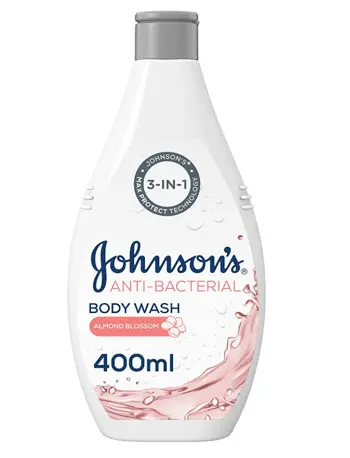 JOHNSON'S®
3-IN-1
MAX PROTECT TECHNOLOGY
Johnson's®
ANTI-BACTERIAL
BODY WASH
ALMOND BLOSSOM
400ml